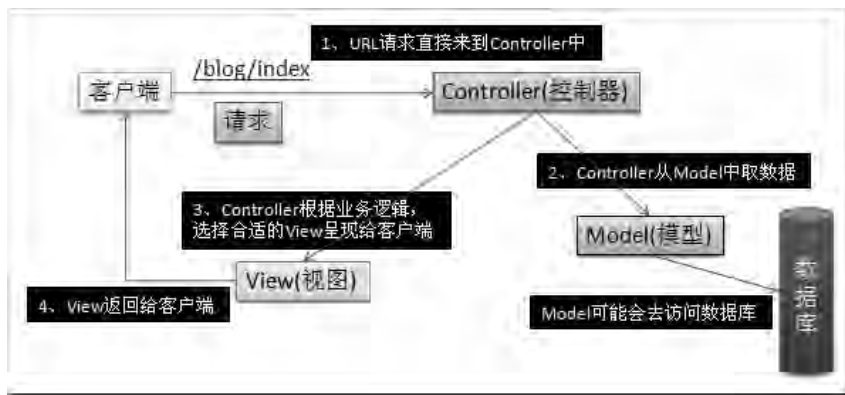 1、URL请求直接来到Controller中
/blog/index
客户端
Controller(控制器)
请求
2、Controller从Model中取数据
3、Controller根据业务逻辑，
选择合适的View呈现给客户端
Model(模型)
View(视图)
数据库
4、View返回给客户端
Model可能会去访问数据库